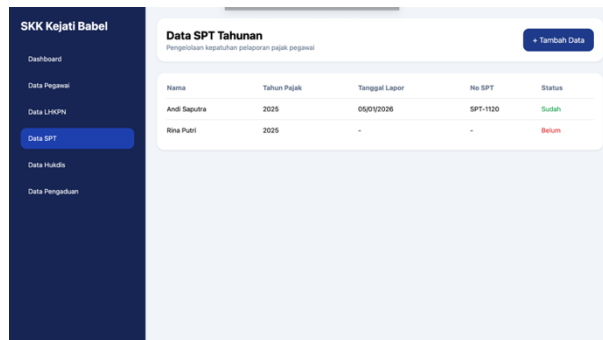 SKK Kejati Babel
Dashboard
Data Pegawai
Data LHKPN
Data SPT
Data Hukdis
Data Pengaduan
Data SPT Tahunan
Pengelolaan kepatuhan pelaporan pajak pegawai
+ Tambah Data
Nama Tahun Pajak Tanggal Lapor No SPT Status
Andi Saputra 2025 05/01/2026 SPT-1120 Sudah
Rina Putri 2025 - - Belum